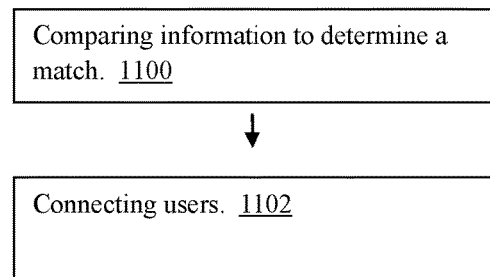 Comparing information to determine a
match. 1100
Connecting users. 1102